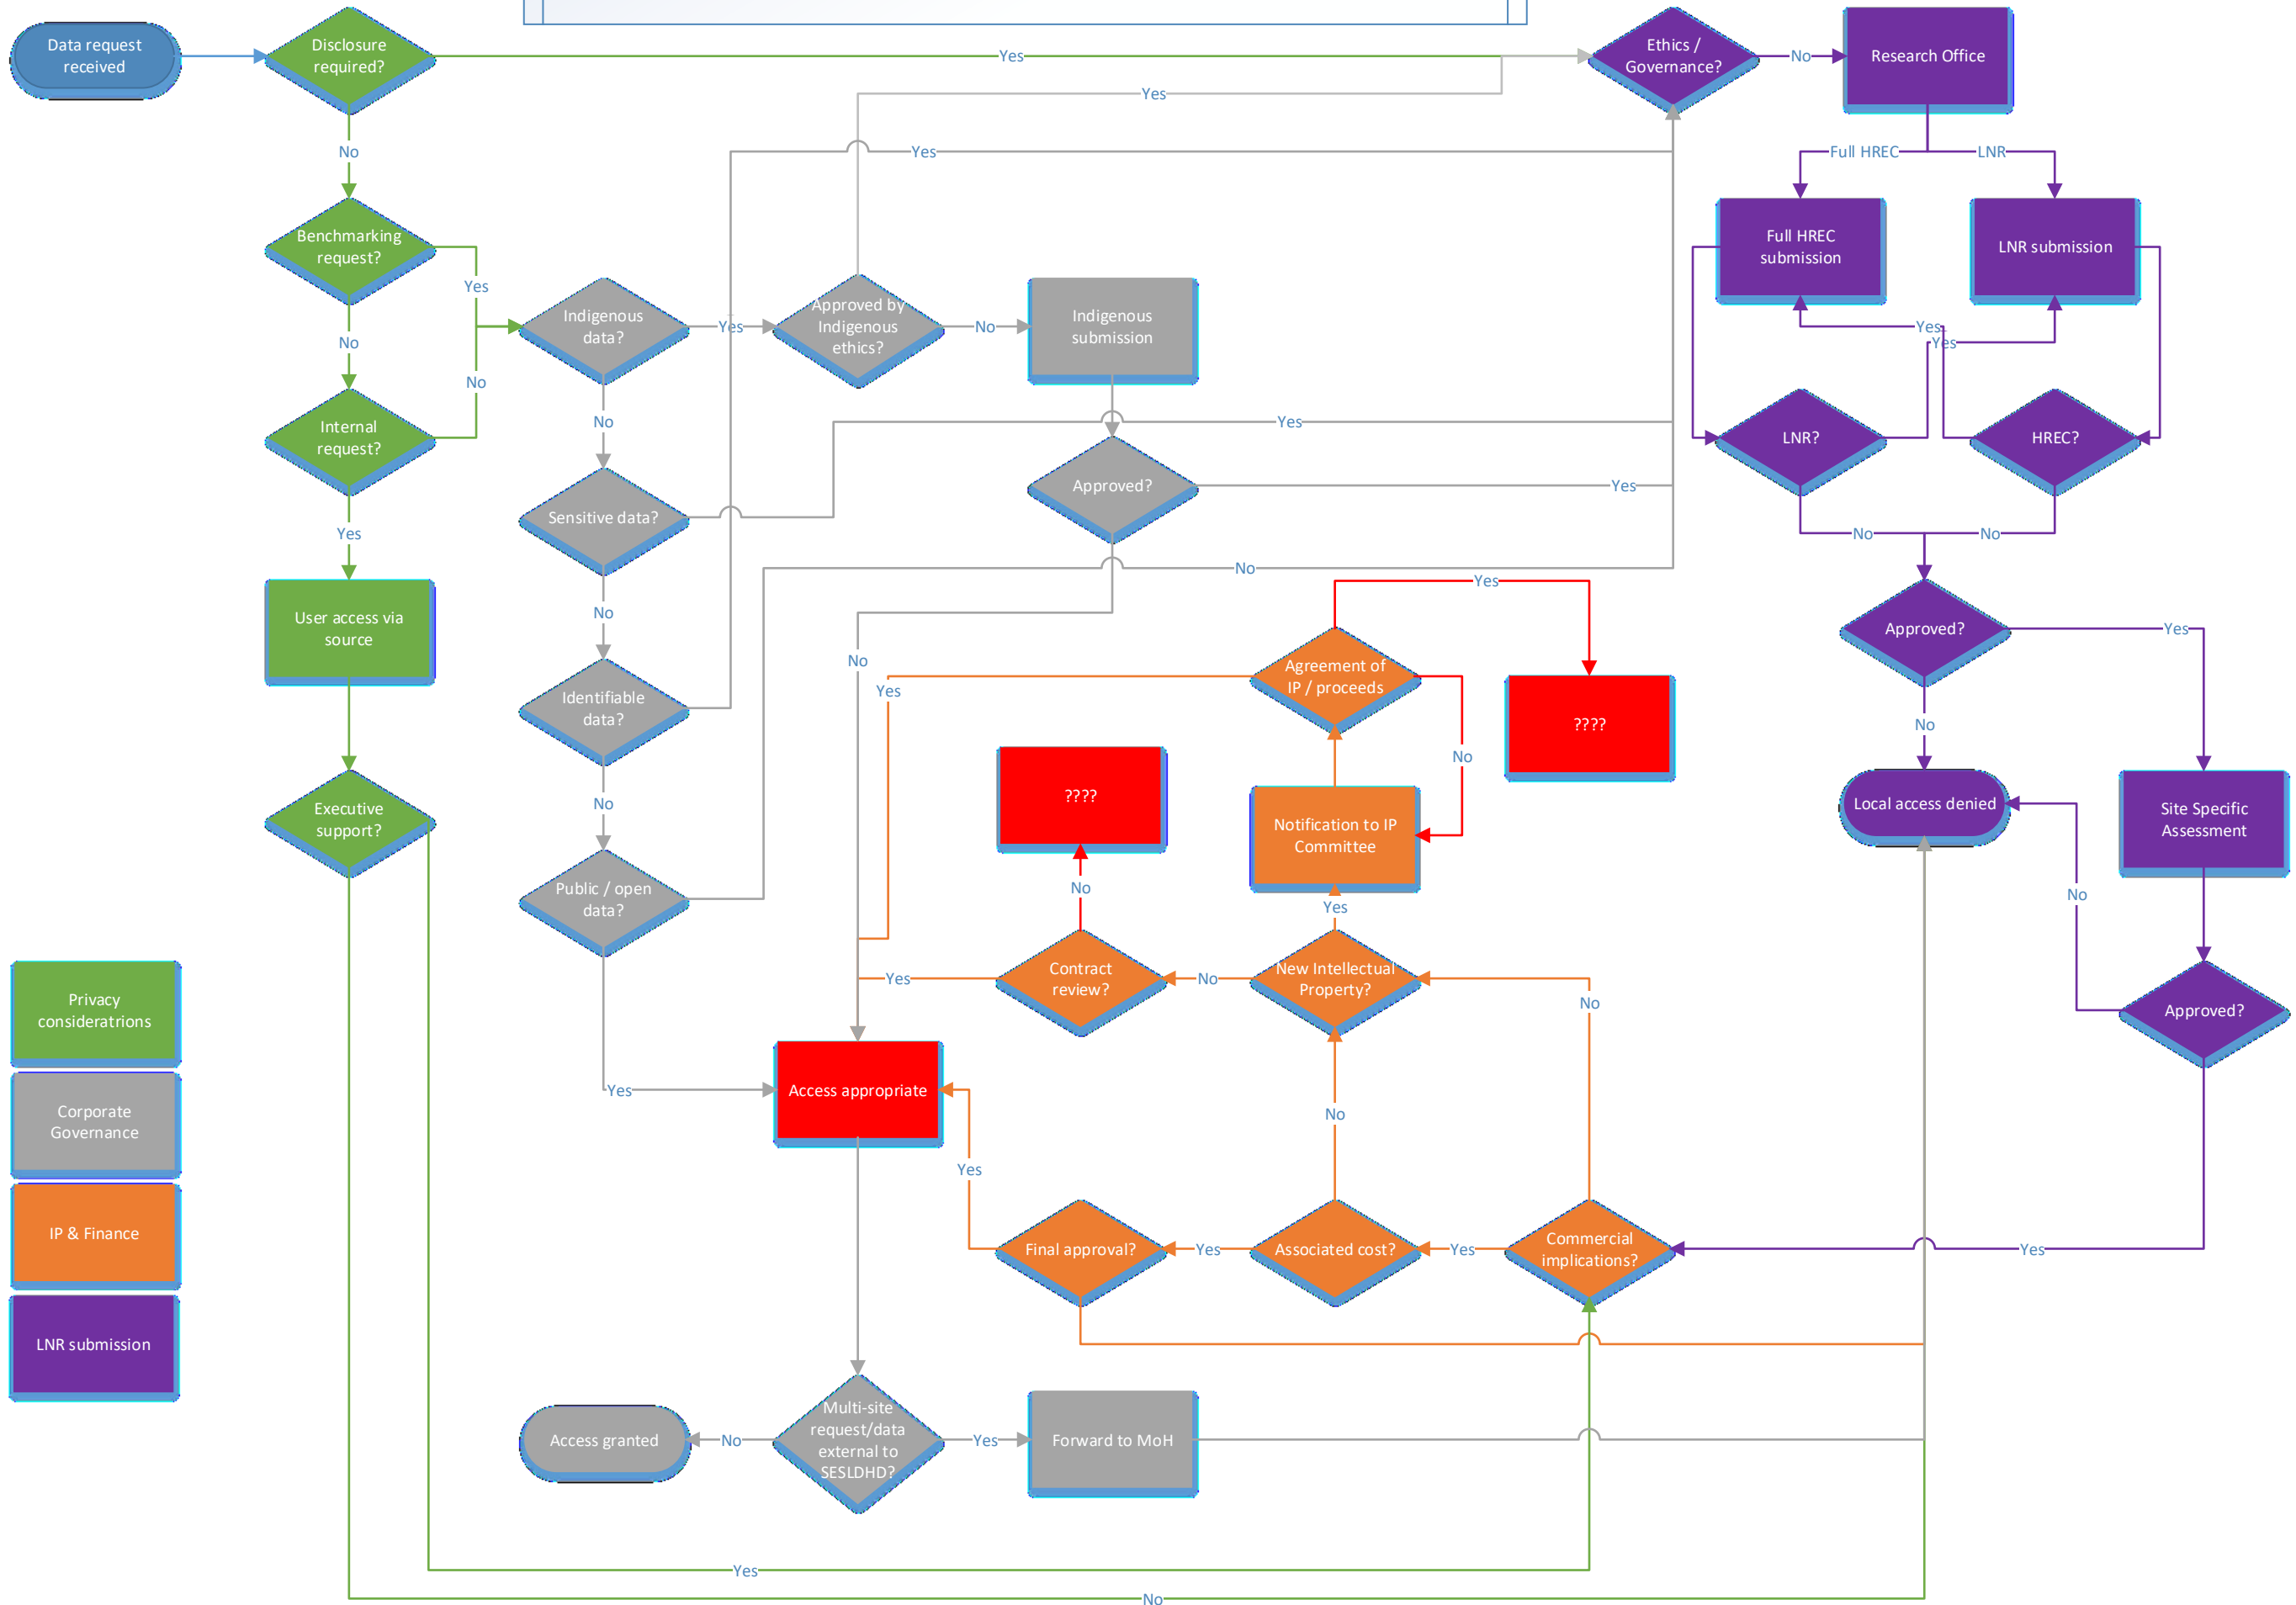 Data request
received
Disclosure
required?
Yes
Ethics /
Governance?
No
Research Office
Yes
No
Yes
Full HREC
LNR
Benchmarking
request?
Yes
Full HREC
submission
LNR submission
Indigenous
data?
Yes
Approved by
Indigenous
ethics?
No
Indigenous
submission
No
Yes
Yes
No
Internal
request?
No
Yes
LNR?
HREC?
Sensitive data?
Approved?
Yes
Yes
No
No
No
User access via
source
No
Yes
Approved?
Yes
No
Identifiable
data?
Yes
Agreement of
IP / proceeds
????
No
No
????
No
Executive
support?
Notification to IP
Committee
Local access denied
Site Specific
Assessment
Public / open
data?
No
Yes
No
Privacy
consideratrions
Yes
Contract
review?
No
New Intellectual
Property?
No
Approved?
Corporate
Governance
Yes
Access appropriate
No
Yes
IP & Finance
Final approval?
Yes
Associated cost?
Yes
Commercial
implications?
Yes
LNR submission
Access granted
No
Multi-site
request/data
external to
SESLDHD?
Yes
Forward to MoH
Yes
No